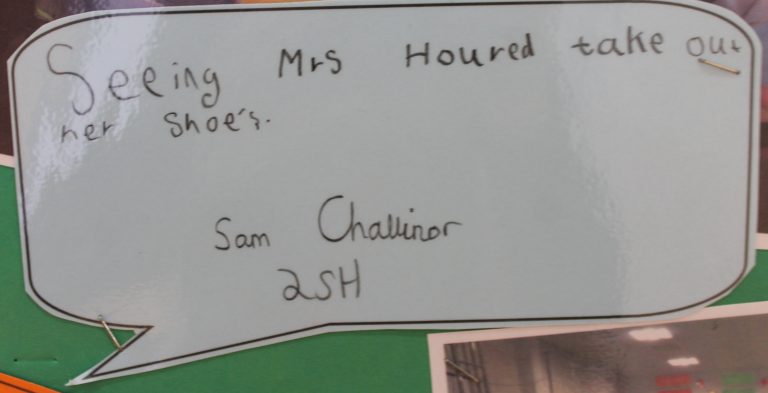 Seeing Mrs Houred take out
her Shoe's.
Sam Challinor
2SH